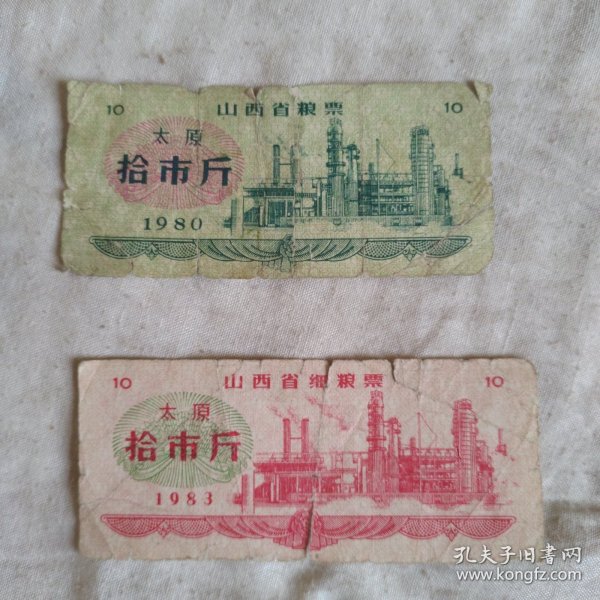 10 山西省粮票 10
太原
拾市斤
1980
10 山西省细粮票 10
太原
拾市斤
1983
孔夫子旧书网
www.kongfz.com